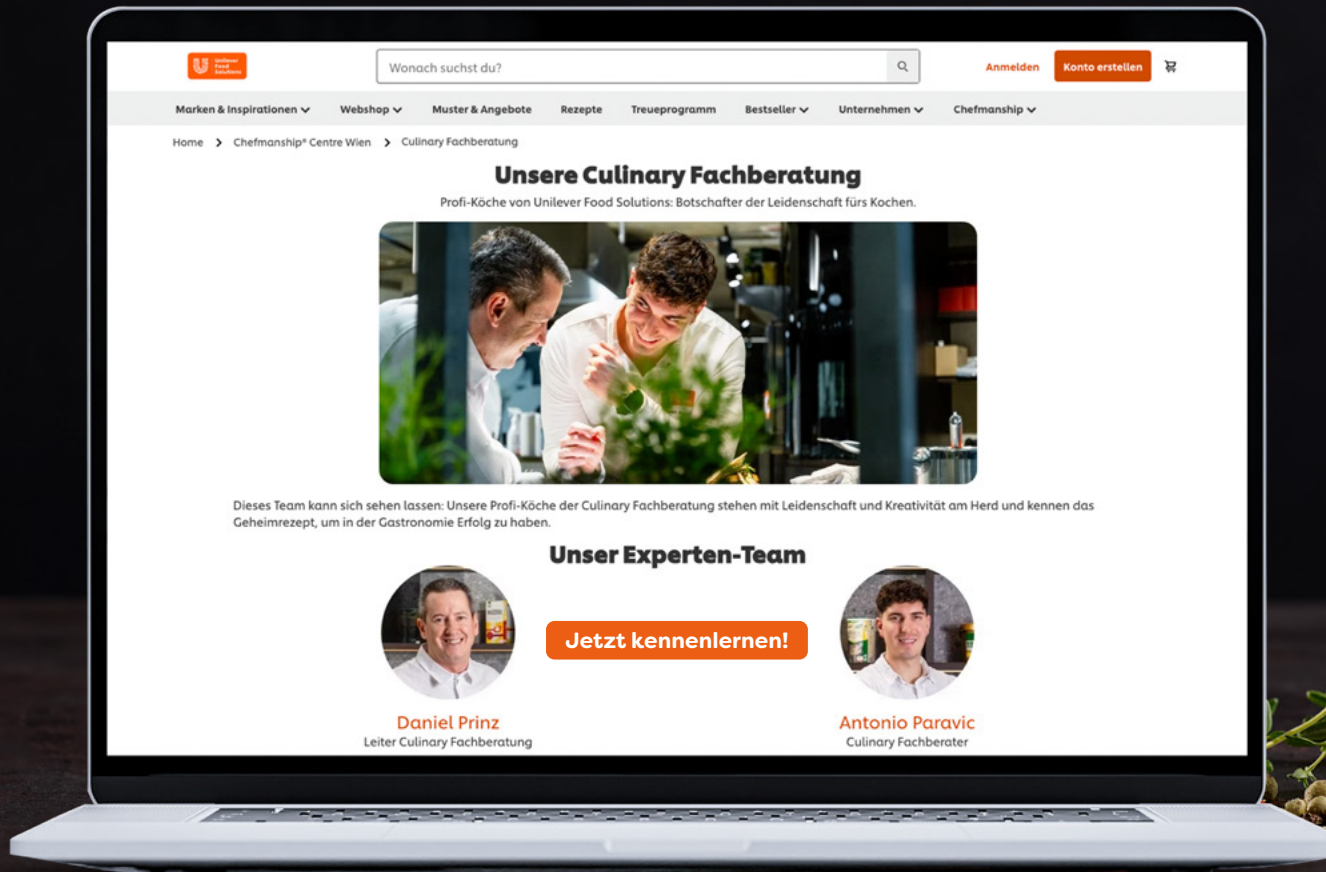 Unilever
Food
Solutions
Wonach suchst du?
Anmelden
Konto erstellen
Marken & Inspirationen
Webshop
Muster & Angebote
Rezepte
Treueprogramm
Bestseller
Unternehmen
Chefmanship
Home > Chefmanship® Centre Wien > Culinary Fachberatung
Unsere Culinary Fachberatung
Profi-Köche von Unilever Food Solutions: Botschafter der Leidenschaft fürs Kochen.
Dieses Team kann sich sehen lassen: Unsere Profi-Köche der Culinary Fachberatung stehen mit Leidenschaft und Kreativität am Herd und kennen das
Geheimrezept, um in der Gastronomie Erfolg zu haben.
Unser Experten-Team
Jetzt kennenlernen!
Daniel Prinz
Leiter Culinary Fachberatung
Antonio Paravic
Culinary Fachberater